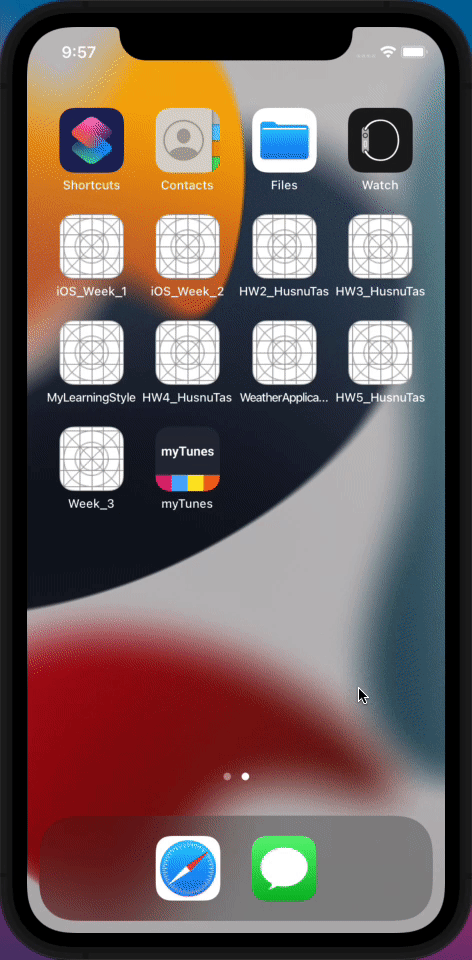 9:57
Shortcuts
Contacts
Files
Watch
iOS_Week_1
iOS_Week_2
HW2_HusnuTas
HW3_HusnuTas
MyLearningStyle
HW4_HusnuTas
WeatherApplica...
HW5_HusnuTas
myTunes
Week_3
myTunes